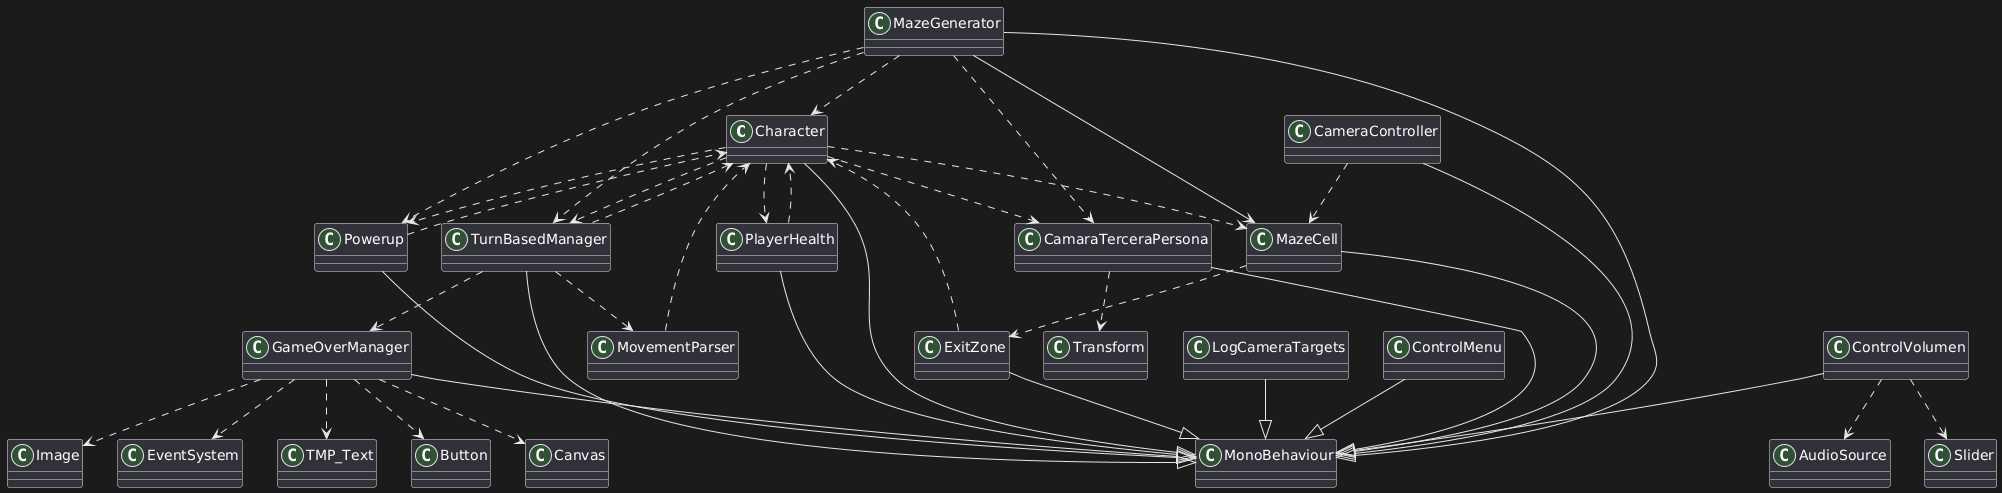 C MazeGenerator
C Character
C CameraController
C Powerup
C TurnBasedManager
C PlayerHealth
C CamaraTerceraPersona
C MazeCell
C GameOverManager
C MovementParser
C ExitZone
C Transform
C LogCameraTargets
C ControlMenu
C ControlVolumen
C Image
C EventSystem
C TMP_Text
C Button
C Canvas
C MonoBehaviour
C AudioSource
C Slider